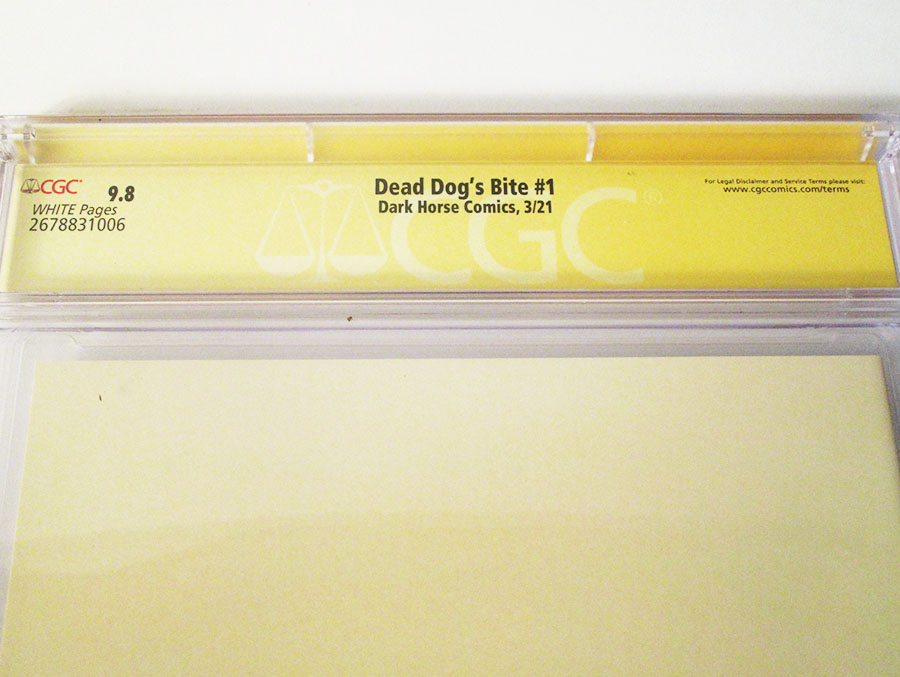 CGC
9.8
WHITE Pages
2678831006
Dead Dog's Bite #1
Dark Horse Comics, 3/21
For Legal Disclaimer and Service Terms please visit:
www.cgccomics.com/terms
CGC